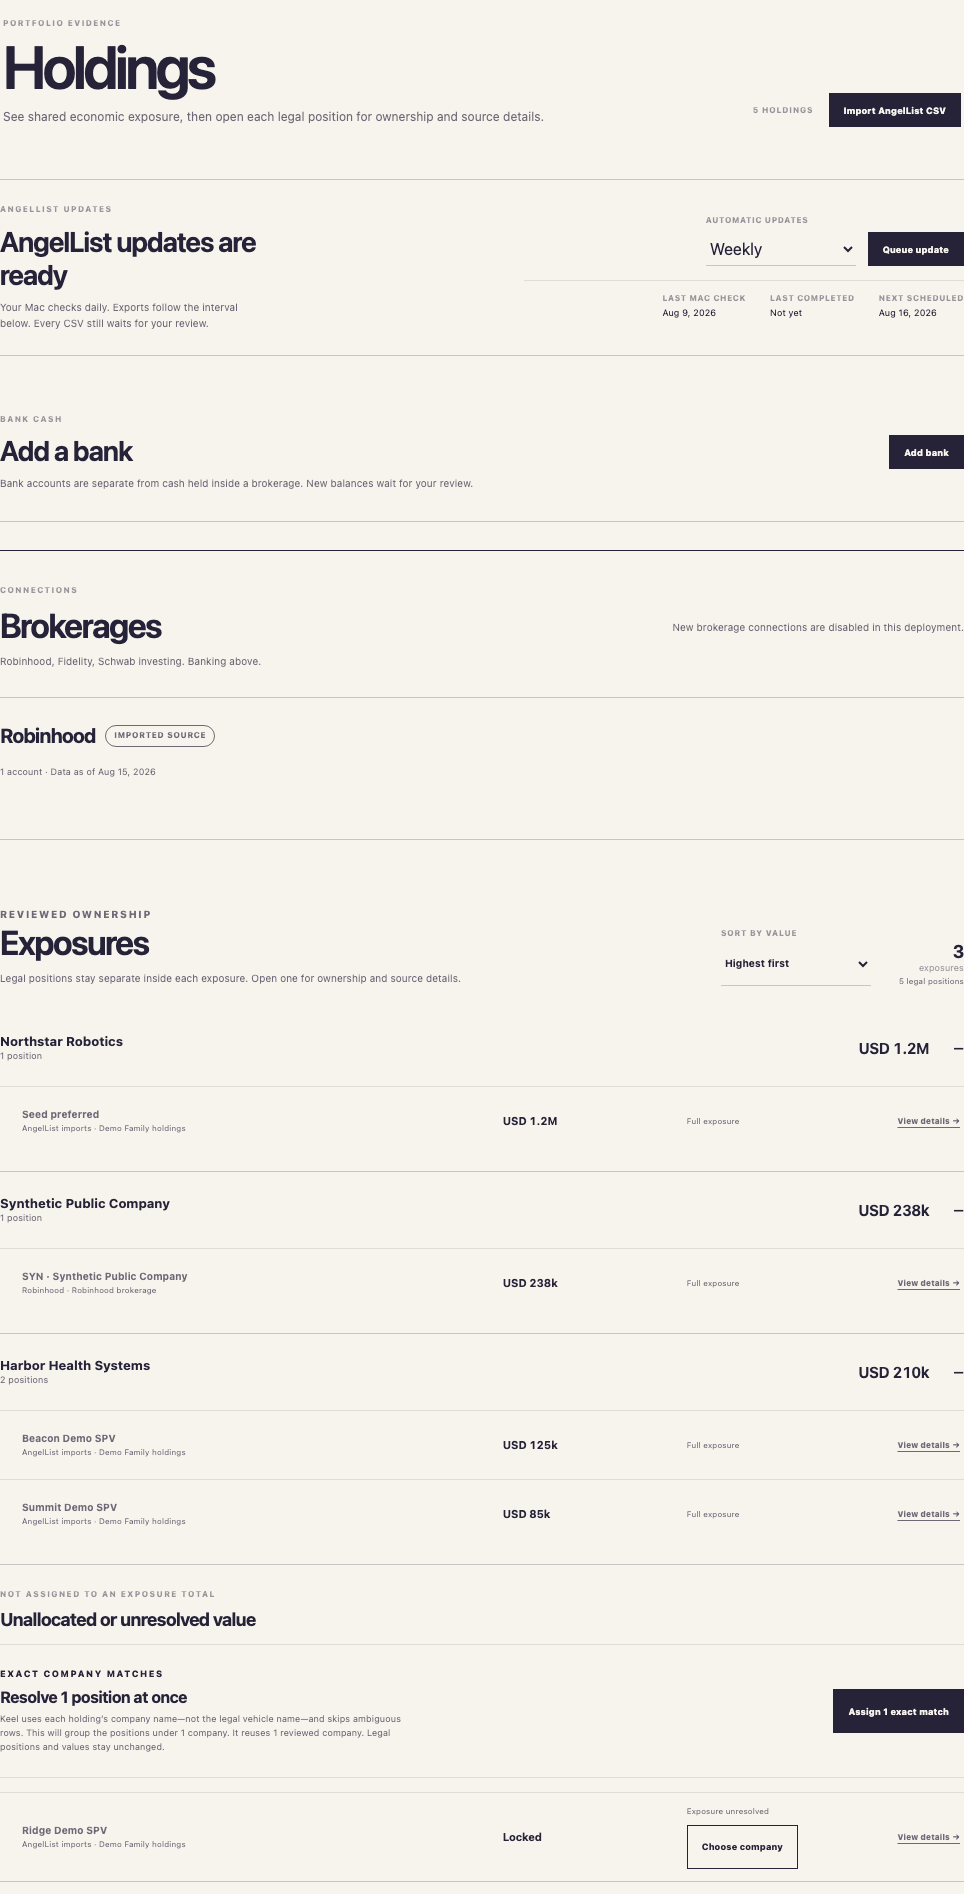 PORTFOLIO EVIDENCE
Holdings
See shared economic exposure, then open each legal position for ownership and source details.
5 HOLDINGS
Import AngelList CSV
ANGELLIST UPDATES
AngelList updates are
ready
Your Mac checks daily. Exports follow the interval
below. Every CSV still waits for your review.
AUTOMATIC UPDATES
Weekly
Queue update
LAST MAC CHECK
Aug 9, 2026
LAST COMPLETED
Not yet
NEXT SCHEDULED
Aug 16, 2026
BANK CASH
Add a bank
Bank accounts are separate from cash held inside a brokerage. New balances wait for your review.
Add bank
CONNECTIONS
Brokerages
Robinhood, Fidelity, Schwab investing. Banking above.
New brokerage connections are disabled in this deployment.
Robinhood
IMPORTED SOURCE
1 account · Data as of Aug 15, 2026
REVIEWED OWNERSHIP
Exposures
Legal positions stay separate inside each exposure. Open one for ownership and source details.
SORT BY VALUE
Highest first
3
exposures
5 legal positions
Northstar Robotics
1 position
USD 1.2M –
Seed preferred
AngelList imports · Demo Family holdings
USD 1.2M
Full exposure
View details →
Synthetic Public Company
1 position
USD 238k –
SYN · Synthetic Public Company
Robinhood · Robinhood brokerage
USD 238k
Full exposure
View details →
Harbor Health Systems
2 positions
USD 210k –
Beacon Demo SPV
AngelList imports · Demo Family holdings
USD 125k
Full exposure
View details →
Summit Demo SPV
AngelList imports · Demo Family holdings
USD 85k
Full exposure
View details →
NOT ASSIGNED TO AN EXPOSURE TOTAL
Unallocated or unresolved value
EXACT COMPANY MATCHES
Resolve 1 position at once
Keel uses each holding's company name—not the legal vehicle name—and skips ambiguous
rows. This will group the positions under 1 company. It reuses 1 reviewed company. Legal
positions and values stay unchanged.
Assign 1 exact match
Ridge Demo SPV
AngelList imports · Demo Family holdings
Locked
Exposure unresolved
Choose company
View details →